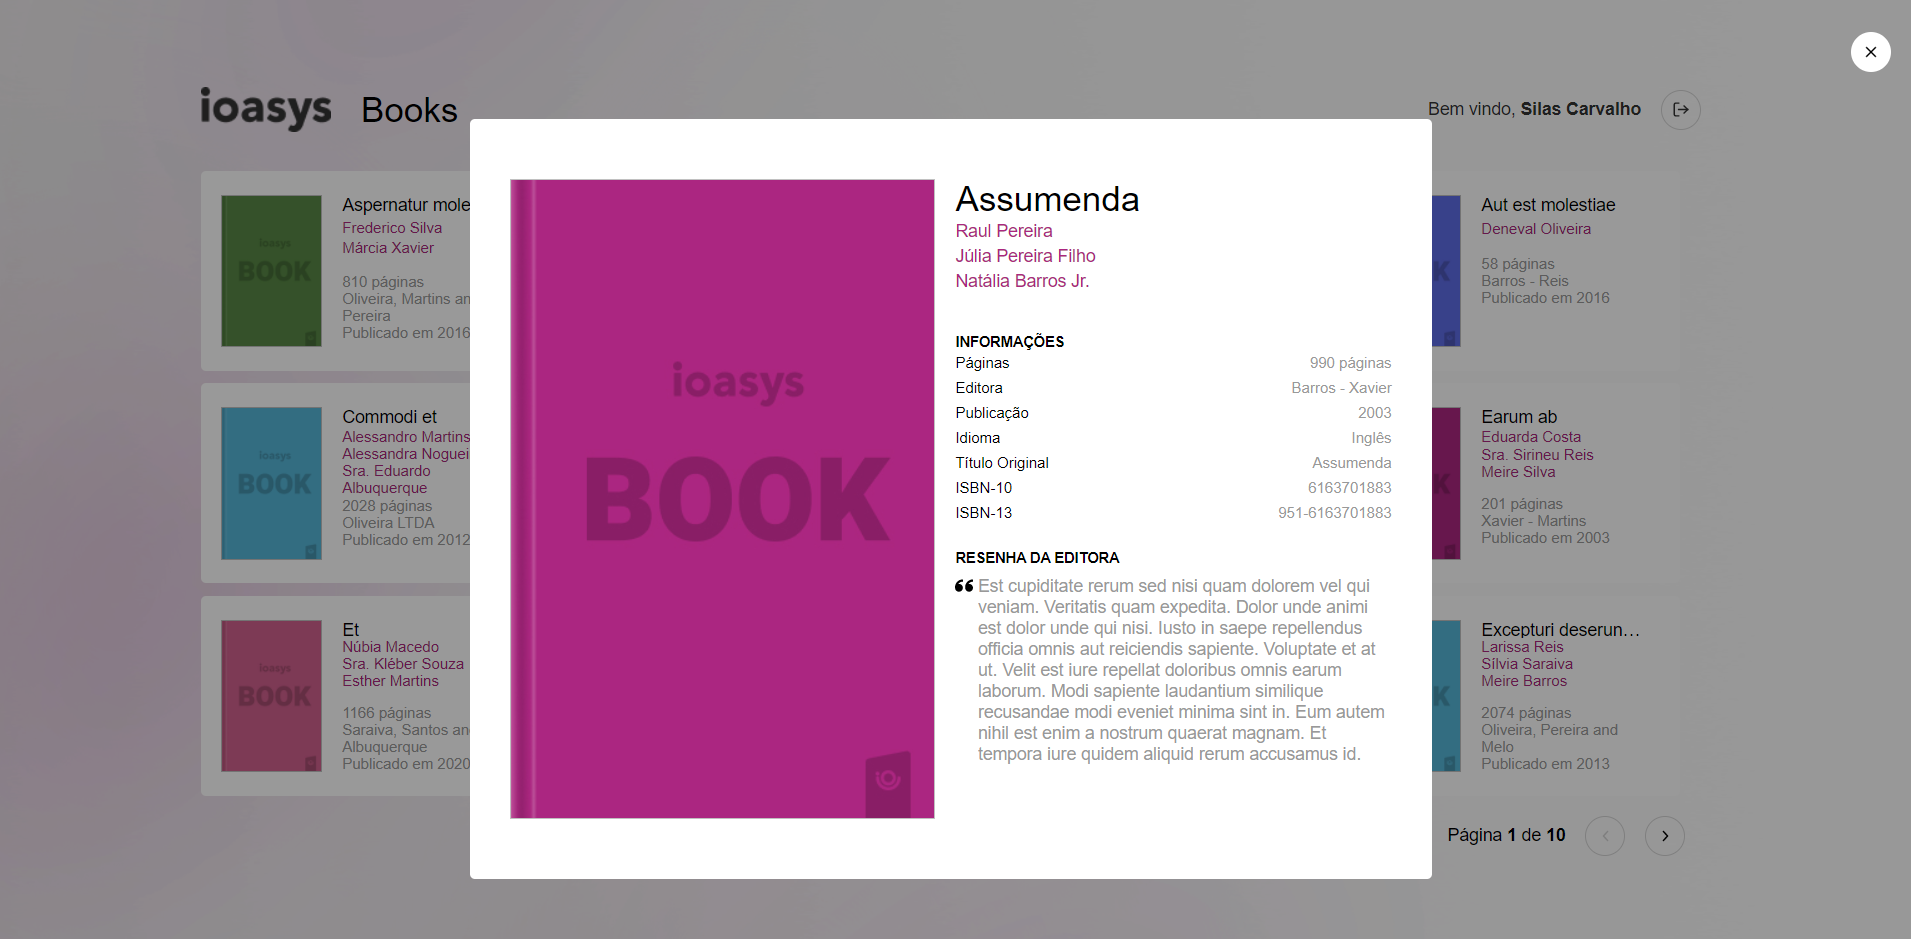 ioasys Books
Bem vindo, Silas Carvalho
Aspernatur mole
Frederico Silva
Márcia Xavier
810 páginas
Oliveira, Martins an
Pereira
Publicado em 2016
ioasys
BOOK
Commodi et
Alessandro Martins
Alessandra Noguei
Sra. Eduardo
Albuquerque
2028 páginas
Oliveira LTDA
Publicado em 2012
ioasys
BOOK
Et
Núbia Macedo
Sra. Kléber Souza
Esther Martins
1166 páginas
Saraiva, Santos an
Albuquerque
Publicado em 2020
ioasys
BOOK
ioasys
BOOK
Assumenda
Raul Pereira
Júlia Pereira Filho
Natália Barros Jr.
INFORMAÇÕES
Páginas 990 páginas
Editora Barros - Xavier
Publicação 2003
Idioma Inglês
Título Original Assumenda
ISBN-10 6163701883
ISBN-13 951-6163701883
RESENHA DA EDITORA
“ Est cupiditate rerum sed nisi quam dolorem vel qui
veniam. Veritatis quam expedita. Dolor unde animi
est dolor unde qui nisi. Iusto in saepe repellendus
officia omnis aut reiciendis sapiente. Voluptate et at
ut. Velit est iure repellat doloribus omnis earum
laborum. Modi sapiente laudantium similique
recusandae modi eveniet minima sint in. Eum autem
nihil est enim a nostrum quaerat magnam. Et
tempora iure quidem aliquid rerum accusamus id.
K
Aut est molestiae
Deneval Oliveira
58 páginas
Barros - Reis
Publicado em 2016
K
Earum ab
Eduarda Costa
Sra. Sirineu Reis
Meire Silva
201 páginas
Xavier - Martins
Publicado em 2003
K
Excepturi deserun…
Larissa Reis
Sílvia Saraiva
Meire Barros
2074 páginas
Oliveira, Pereira and
Melo
Publicado em 2013
Página 1 de 10